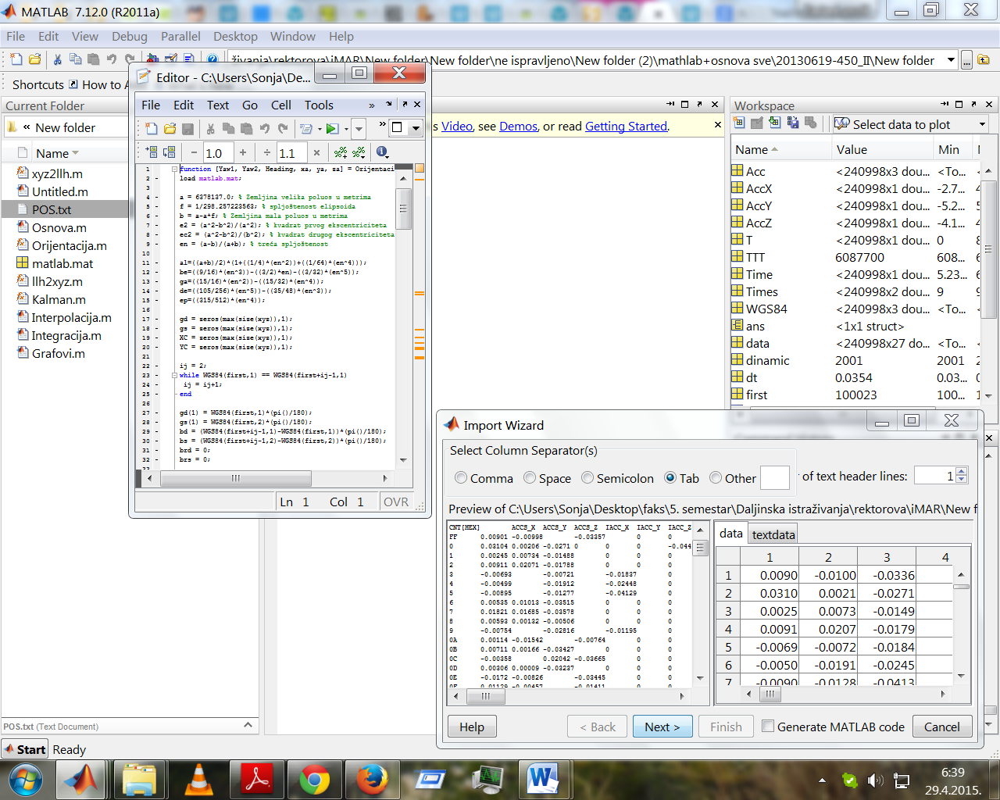 MATLAB 7.12.0 (R2011a)
File Edit View Debug Parallel Desktop Window Help
živanja\rektorova\iMAR\New folder\New folder\ne ispravljeno\New folder (2)\mathlab+osnova sve\20130619-450_II\New folder
Shortcuts How to A
Current Folder
« New folder
Name
xyz2llh.m
Untitled.m
POS.txt
Osnova.m
Orijentacija.m
matlab.mat
llh2xyz.m
Kalman.m
Interpolacija.m
Integracija.m
Grafovi.m
POS.txt (Text Document)
Start Ready
Editor - C:\Users\Sonja\De...
File Edit Text Go Cell Tools »
− 1.0 + ÷ 1.1 ×
1 function [Yaw1, Yaw2, Heading, xa, ya, za] = Orijentaci
2 - load matlab.mat;
3
4 - a = 6378137.0; % Zemljina velika poluos u metrima
5 - f = 1/298.257223563; % spljoštenost elipsoida
6 - b = a-a*f; % Zemljina mala poluos u metrima
7 - e2 = (a^2-b^2)/(a^2); % kvadrat prvog ekscentriciteta
8 - ec2 = (a^2-b^2)/(b^2); % kvadrat drugog ekscentriciteta
9 - en = (a-b)/(a+b); % treća spljoštenost
10
11 - al=((a+b)/2)*(1+((1/4)*(en^2))+((1/64)*(en^4)));
12 - be=((9/16)*(en^3))-((3/2)*en)-((3/32)*(en^5));
13 - ga=((15/16)*(en^2))-((15/32)*(en^4));
14 - de=((105/256)*(en^5))-((35/48)*(en^3));
15 - ep=((315/512)*(en^4));
16
17 - gd = zeros(max(size(xyz)),1);
18 - gs = zeros(max(size(xyz)),1);
19 - XC = zeros(max(size(xyz)),1);
20 - YC = zeros(max(size(xyz)),1);
21
22 - ij = 2;
23 - while WGS84(first,1) == WGS84(first+ij-1,1)
24 - ij = ij+1;
25 - end
26
27 - gd(1) = WGS84(first,1)*(pi()/180);
28 - gs(1) = WGS84(first,2)*(pi()/180);
29 - bd = (WGS84(first+ij-1,1)-WGS84(first,1))*(pi()/180);
30 - bs = (WGS84(first+ij-1,2)-WGS84(first,2))*(pi()/180);
31 - brd = 0;
32 - brs = 0;
Ln 1 Col 1 OVR
s Video, see Demos, or read Getting Started.
Workspace
Select data to plot
Name Value Min
Acc <240998x3 dou... <To...
AccX <240998x1 dou... -2.7...
AccY <240998x1 dou... -5.2...
AccZ <240998x1 dou... -4.1...
T <240998x1 dou... 0
TTT 6087700 608...
Time <240998x1 dou... 5.23...
Times <240998x2 dou... 9
WGS84 <240998x3 dou... <To...
ans <1x1 struct>
data <240998x27 do... <To...
dinamic 2001 2001
dt 0.0354 0.03...
first 100023 100...
Import Wizard
Select Column Separator(s)
Comma Space Semicolon Tab Other
of text header lines: 1
Preview of C:\Users\Sonja\Desktop\faks\5. semestar\Daljinska istraživanja\rektorova\iMAR\New f
CNT[HEX] ACCS_X ACCS_Y ACCS_Z IACC_X IACC_Y IACC_Z
FF 0.00901 -0.00998 -0.03357 0 0
0 0.03104 0.00206 -0.0271 0 0 0 -0.044
1 0.00245 0.00734 -0.01488 0 0 0
2 0.00911 0.02071 -0.01788 0 0 0
3 -0.00693 -0.00721 -0.01837 0 0
4 -0.00499 -0.01912 -0.02448 0 0
5 -0.00895 -0.01277 -0.04129 0 0
6 0.00535 0.01013 -0.03515 0 0 0
7 0.01821 0.01685 -0.03578 0 0 0
8 0.00593 0.00132 -0.00506 0 0 0
9 -0.00754 -0.02816 -0.01195 0 0
0A 0.00114 -0.01542 -0.00764 0 0
0B 0.00711 0.00166 -0.03427 0 0 0
0C -0.00358 0.02042 -0.03665 0 0
0D 0.00306 0.00009 -0.03237 0 0 0
0E -0.0172 -0.00826 -0.03445 0 0
0F 0.01129 -0.00457 -0.01411 0 0
data textdata
1 2 3 4
1 0.0090 -0.0100 -0.0336
2 0.0310 0.0021 -0.0271
3 0.0025 0.0073 -0.0149
4 0.0091 0.0207 -0.0179
5 -0.0069 -0.0072 -0.0184
6 -0.0050 -0.0191 -0.0245
7 -0.0090 -0.0128 -0.0413
Help < Back Next > Finish Generate MATLAB code Cancel
6:39
29.4.2015.